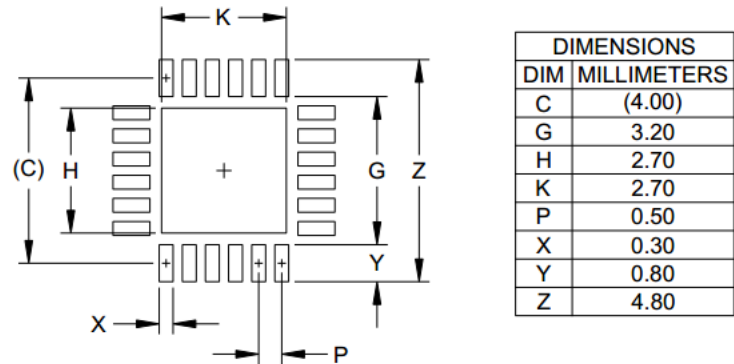 K
(C)
H
G
Z
Y
X
P
DIMENSIONS
DIM MILLIMETERS
C (4.00)
G 3.20
H 2.70
K 2.70
P 0.50
X 0.30
Y 0.80
Z 4.80